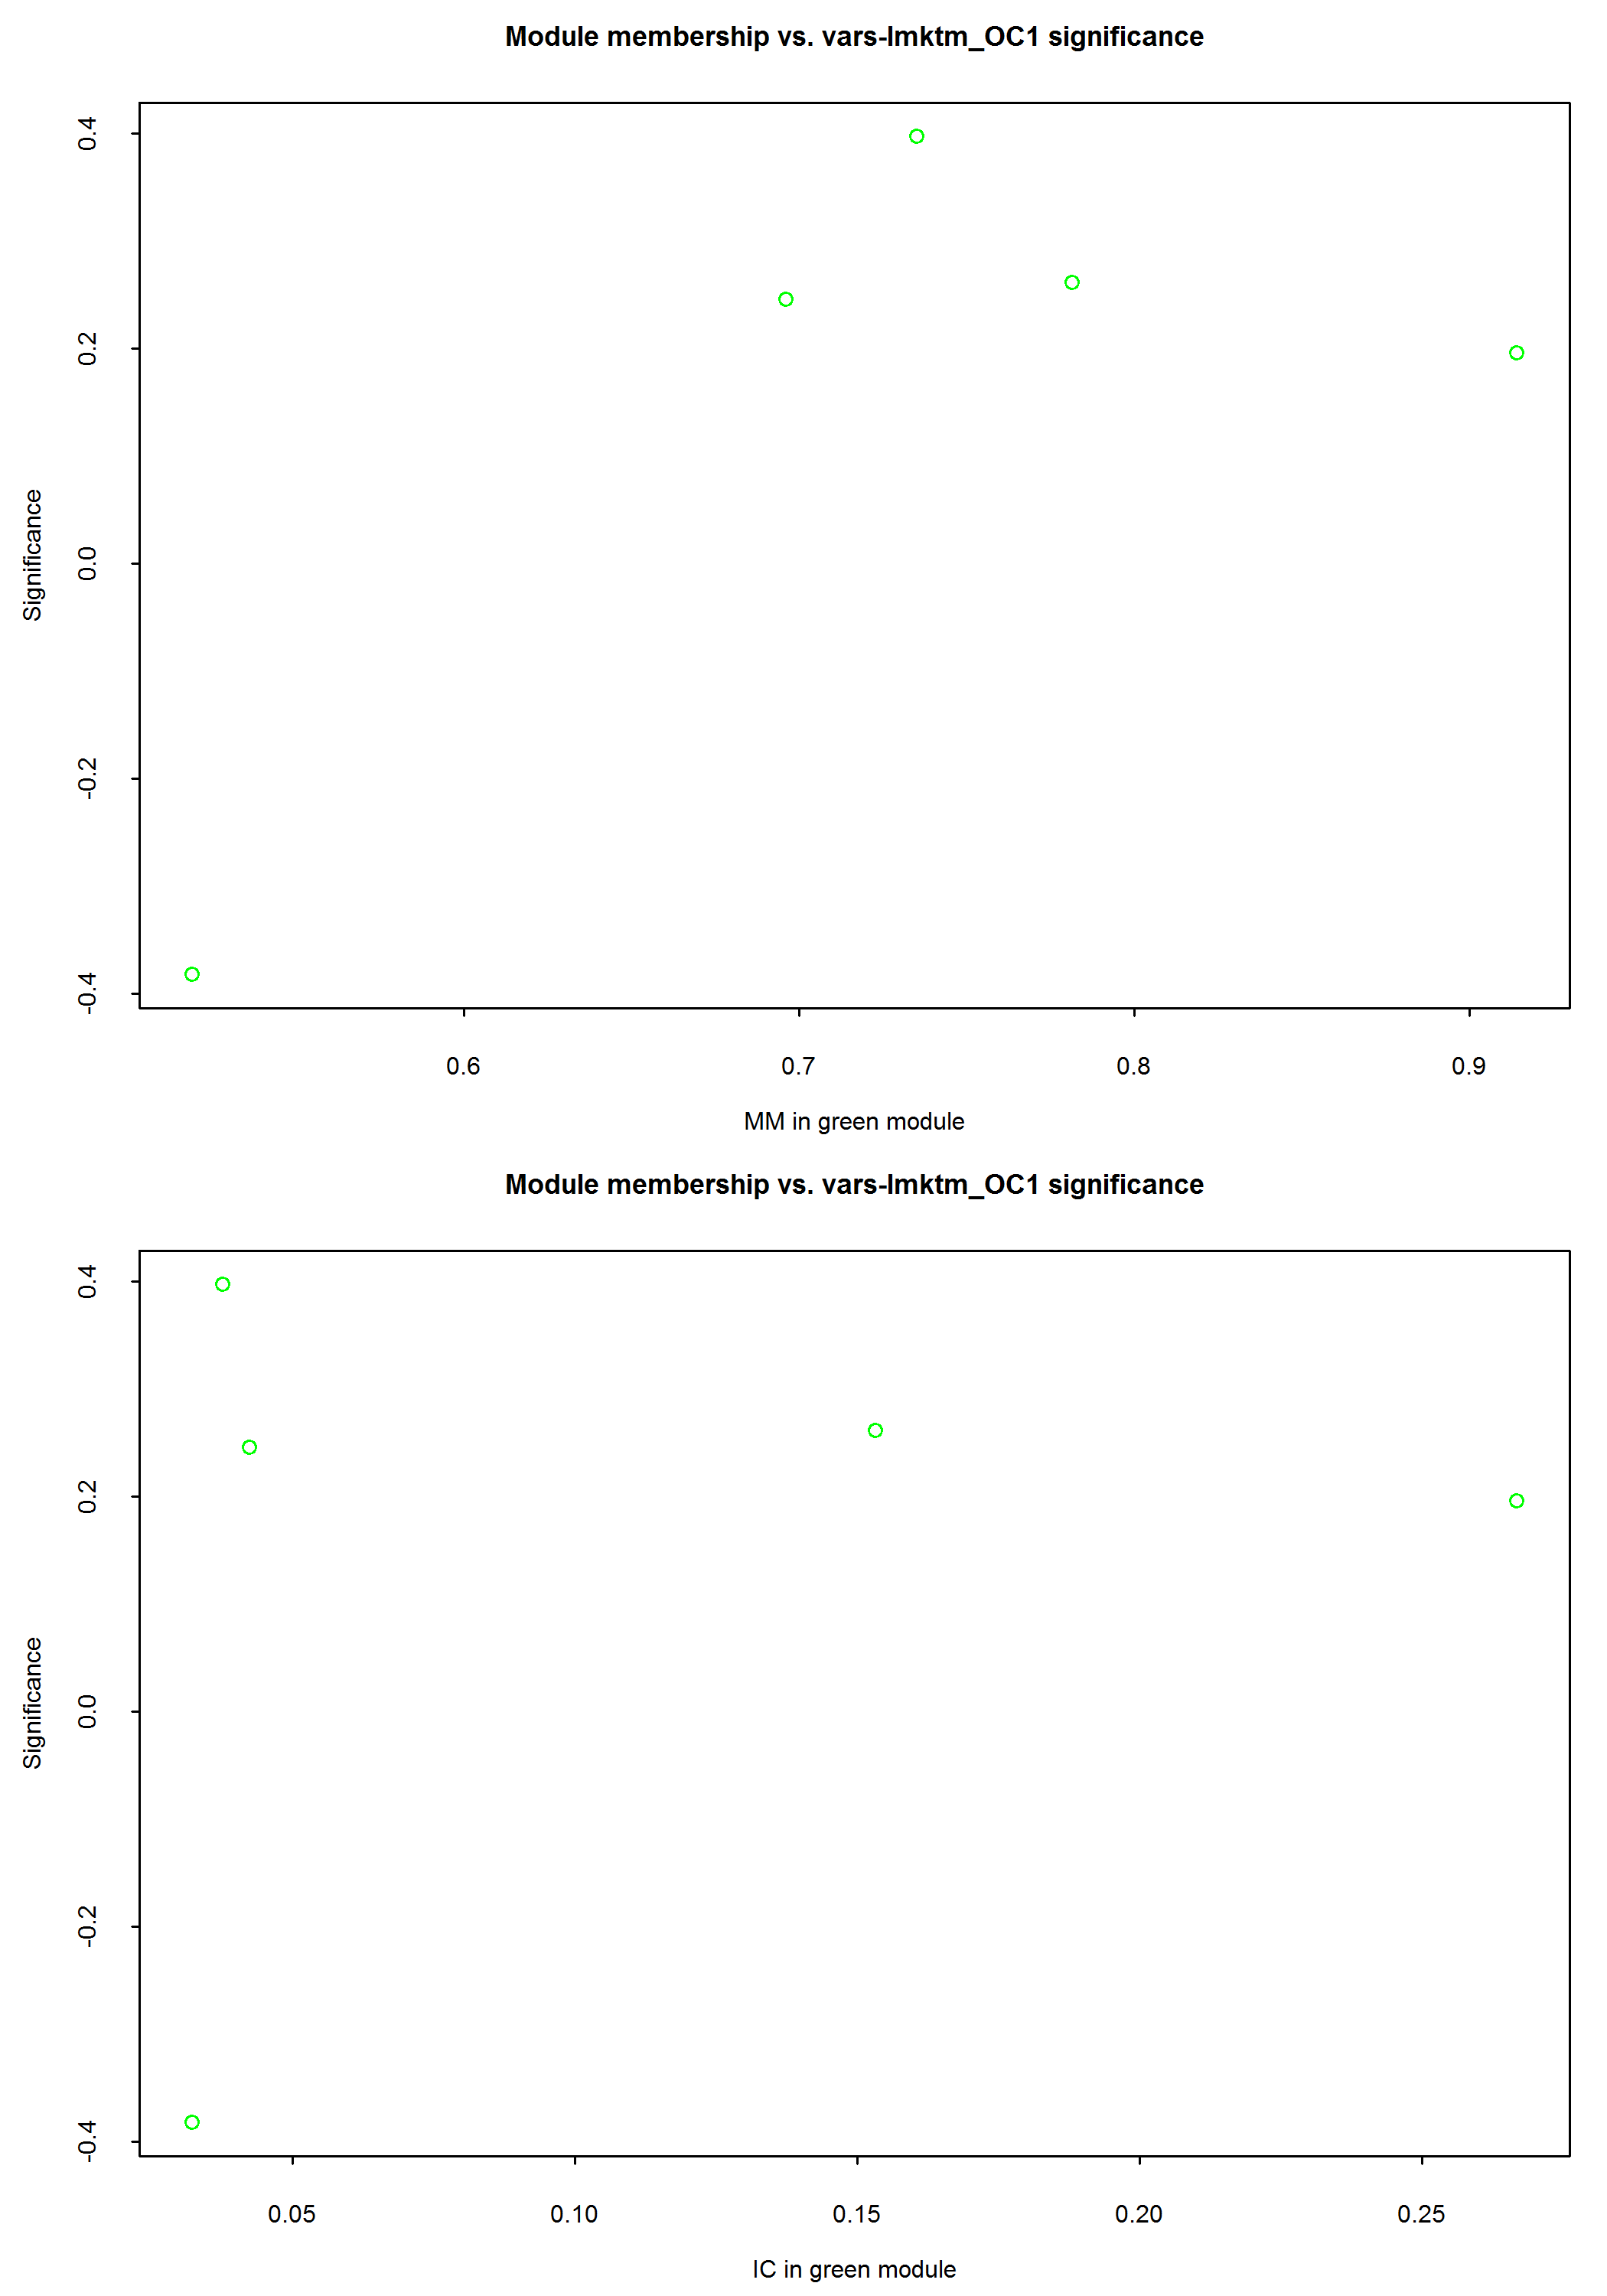 Module membership vs. vars-lmktm_OC1 significance
0.4
0.2
0.0
-0.2
-0.4
Significance
0.6 0.7 0.8 0.9
MM in green module
Module membership vs. vars-lmktm_OC1 significance
0.4
0.2
0.0
-0.2
-0.4
Significance
0.05 0.10 0.15 0.20 0.25
IC in green module